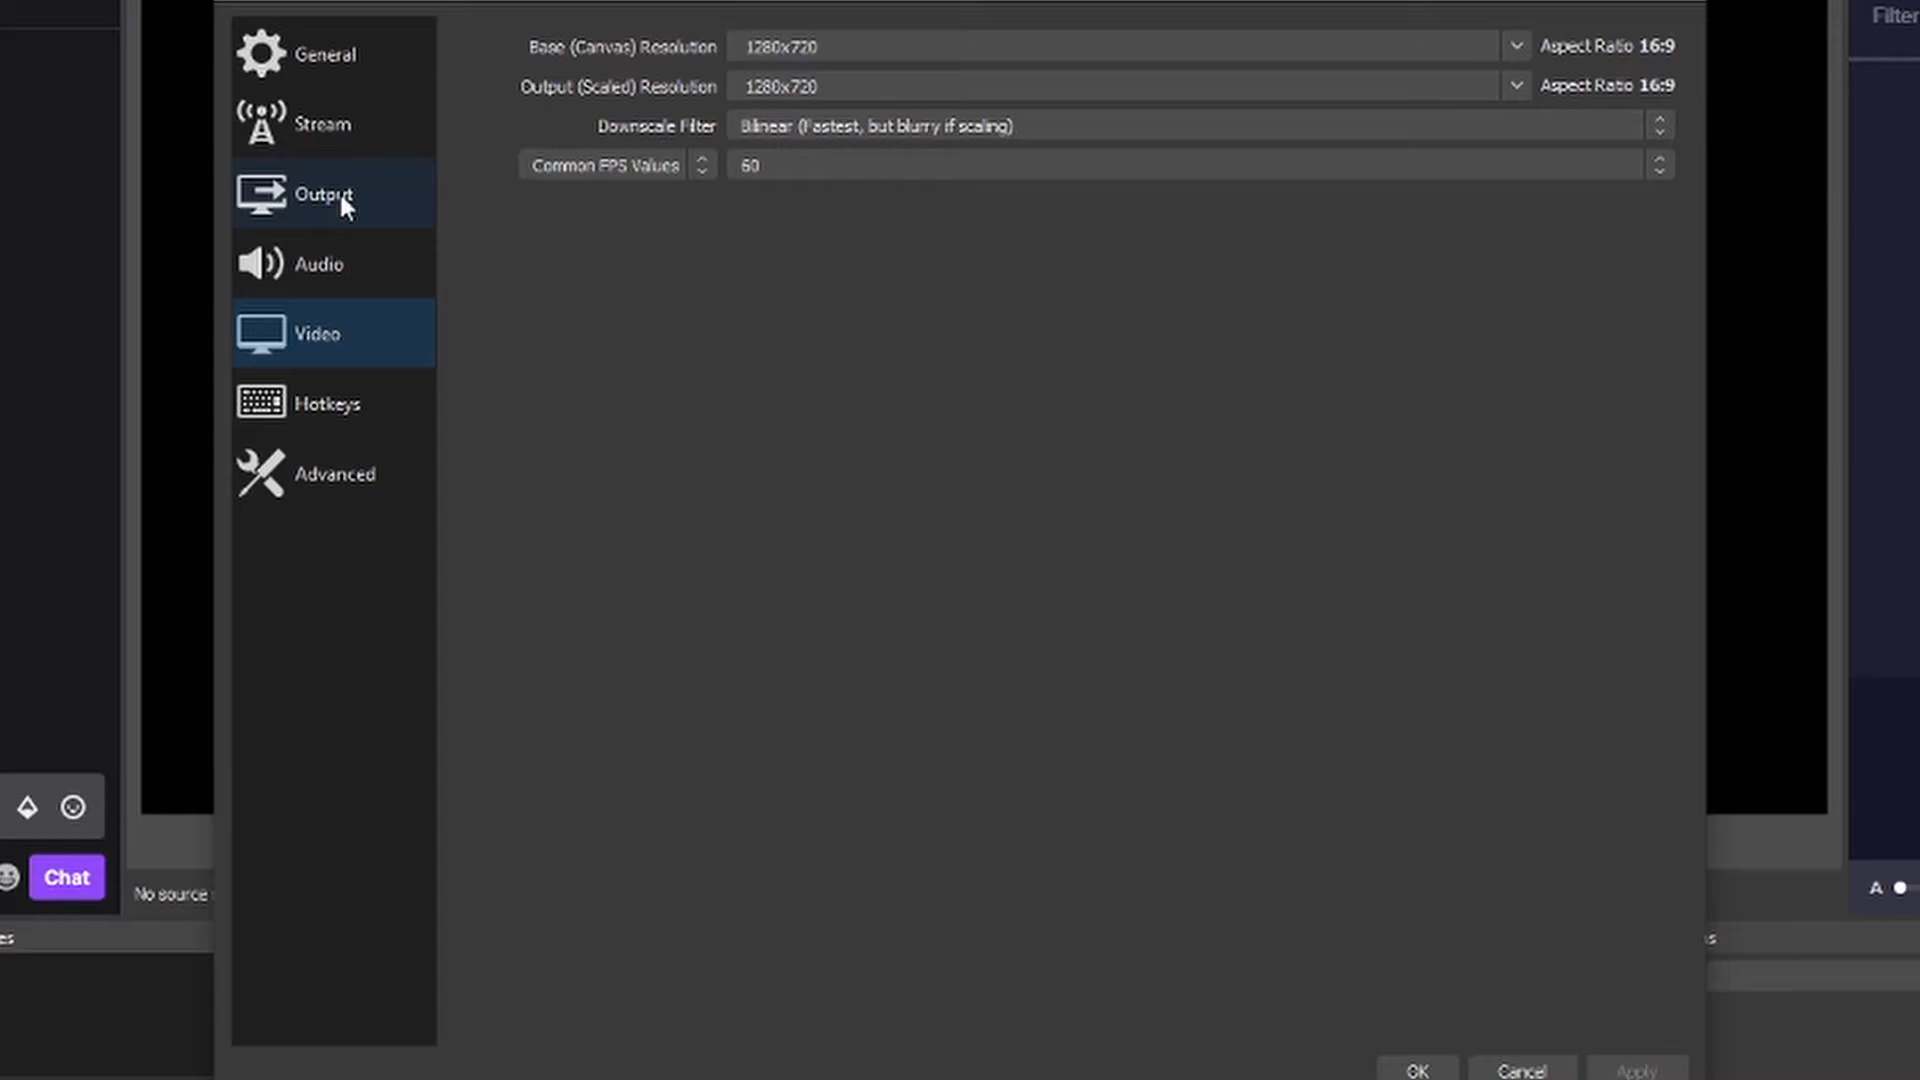 Filter
General
Stream
Output
Audio
Video
Hotkeys
Advanced
Base (Canvas) Resolution 1280x720 Aspect Ratio 16:9
Output (Scaled) Resolution 1280x720 Aspect Ratio 16:9
Downscale Filter Bilinear (Fastest, but blurry if scaling)
Common FPS Values 60
Chat
No source
A
OK Cancel Apply